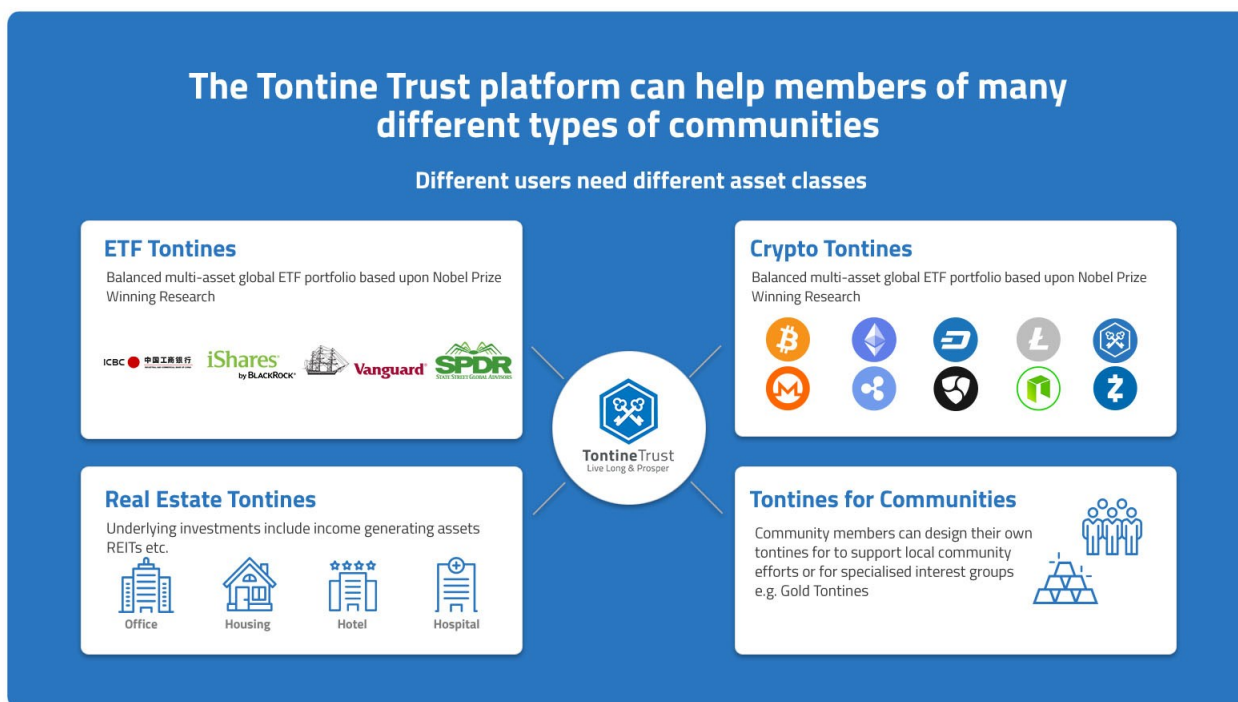 The Tontine Trust platform can help members of many
different types of communities
Different users need different asset classes
ETF Tontines
Balanced multi-asset global ETF portfolio based upon Nobel Prize
Winning Research
ICBC 中国工商银行
iShares®
by BLACKROCK®
Vanguard®
SPDR
STATE STREET GLOBAL ADVISORS
Crypto Tontines
Balanced multi-asset global ETF portfolio based upon Nobel Prize
Winning Research
TontineTrust
Live Long & Prosper
Real Estate Tontines
Underlying investments include income generating assets
REITs etc.
Office
Housing
Hotel
Hospital
Tontines for Communities
Community members can design their own
tontines for to support local community
efforts or for specialised interest groups
e.g. Gold Tontines